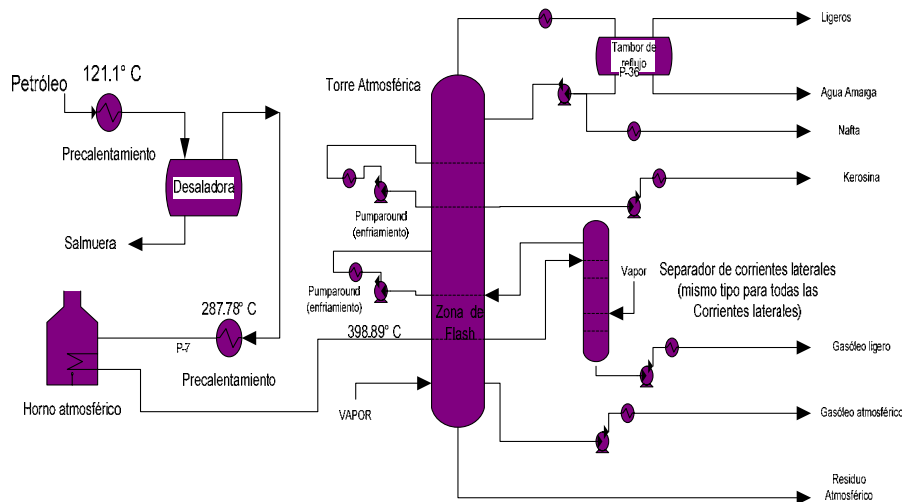 Ligeros
Tambor de
reflujo
P-36
121.1° C
Torre Atmosférica
Petróleo
Agua Amarga
Nafta
Precalentamiento
Desaladora
Kerosina
Pumparound
(enfriamiento)
Salmuera
Vapor
Separador de corrientes laterales
(mismo tipo para todas las
Corrientes laterales)
Pumparound
(enfriamiento)
287.78° C
Zona de
Flash
398.89° C
P-7
Gasóleo ligero
Precalentamiento
Horno atmosférico
VAPOR
Gasóleo atmosférico
Residuo
Atmosférico